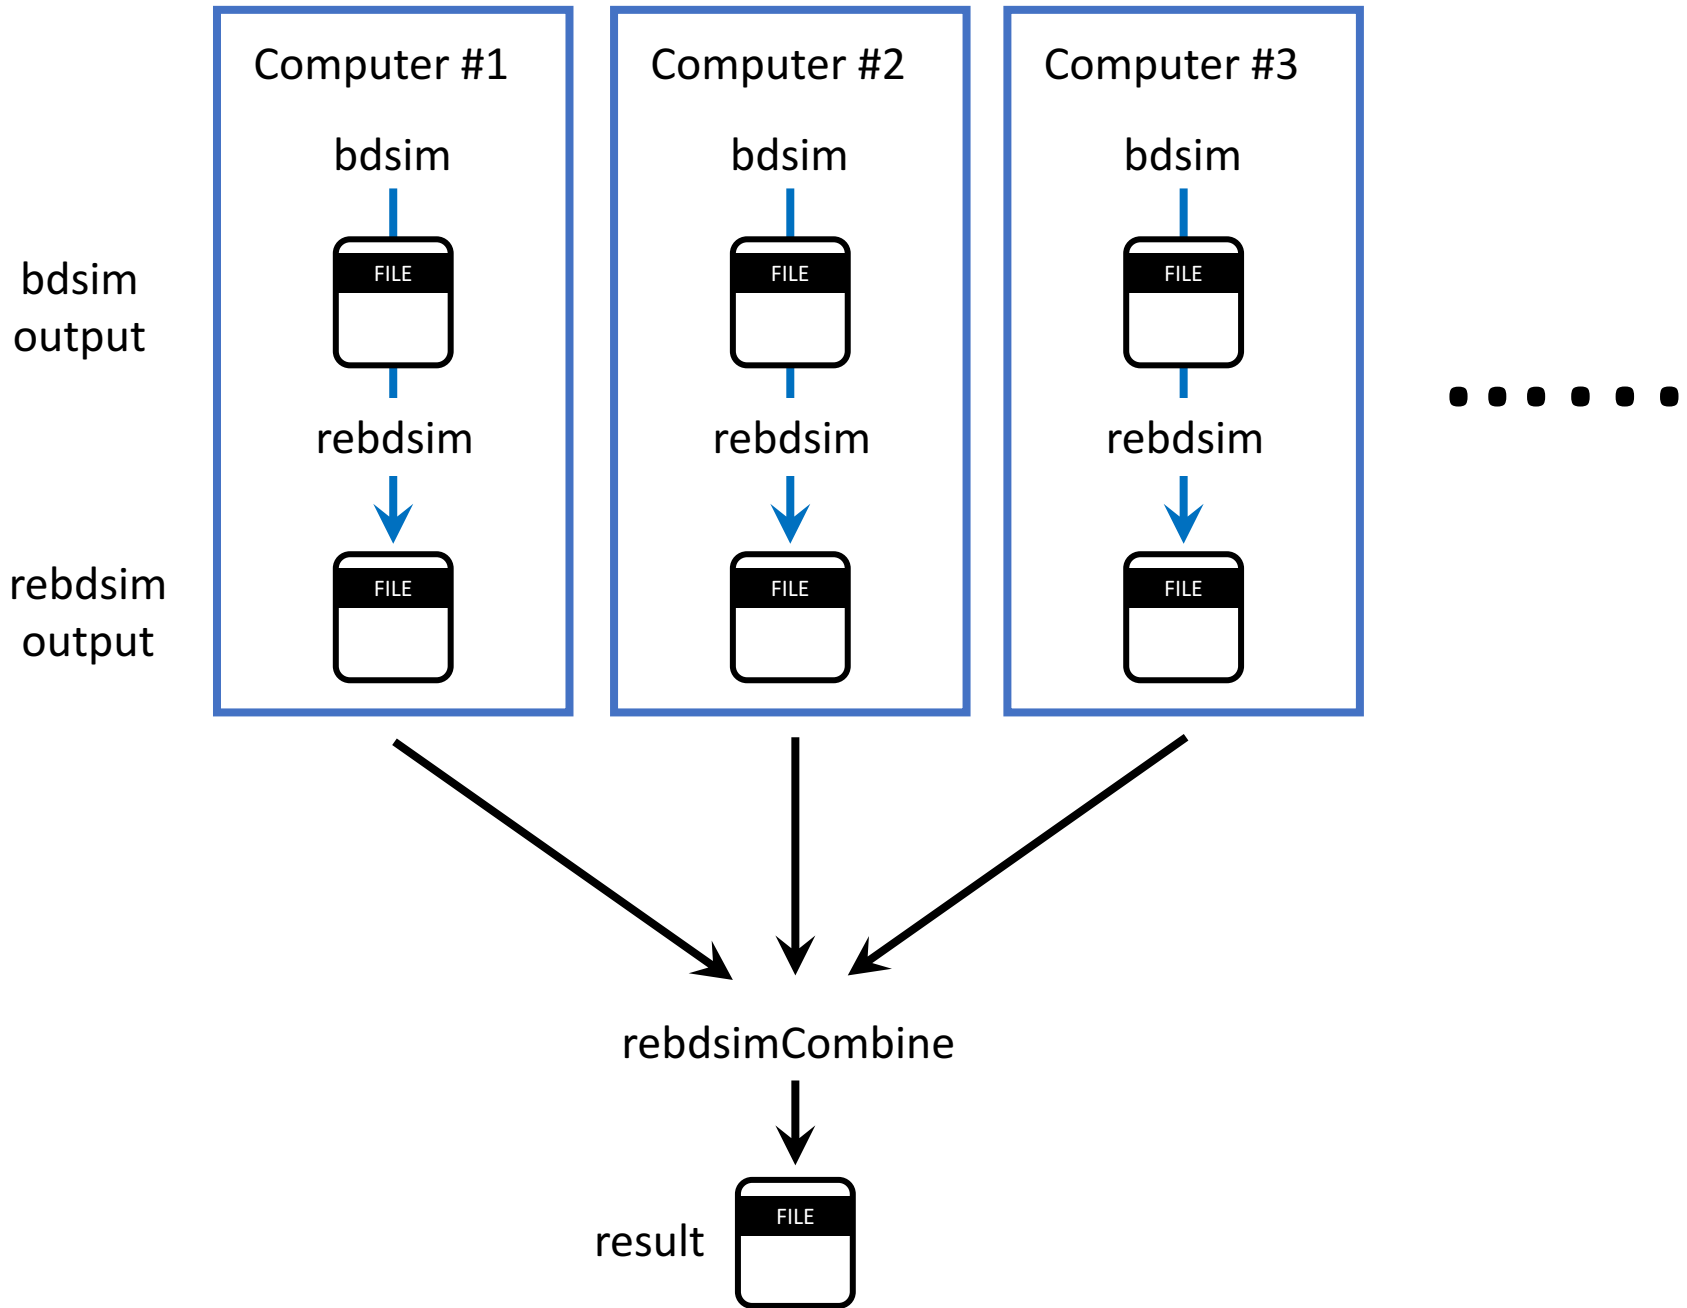 Computer #1
Computer #2
Computer #3
bdsim
bdsim
bdsim
bdsim
output
FILE
FILE
FILE
rebdsim
rebdsim
rebdsim
rebdsim
output
FILE
FILE
FILE
rebdsimCombine
result
FILE